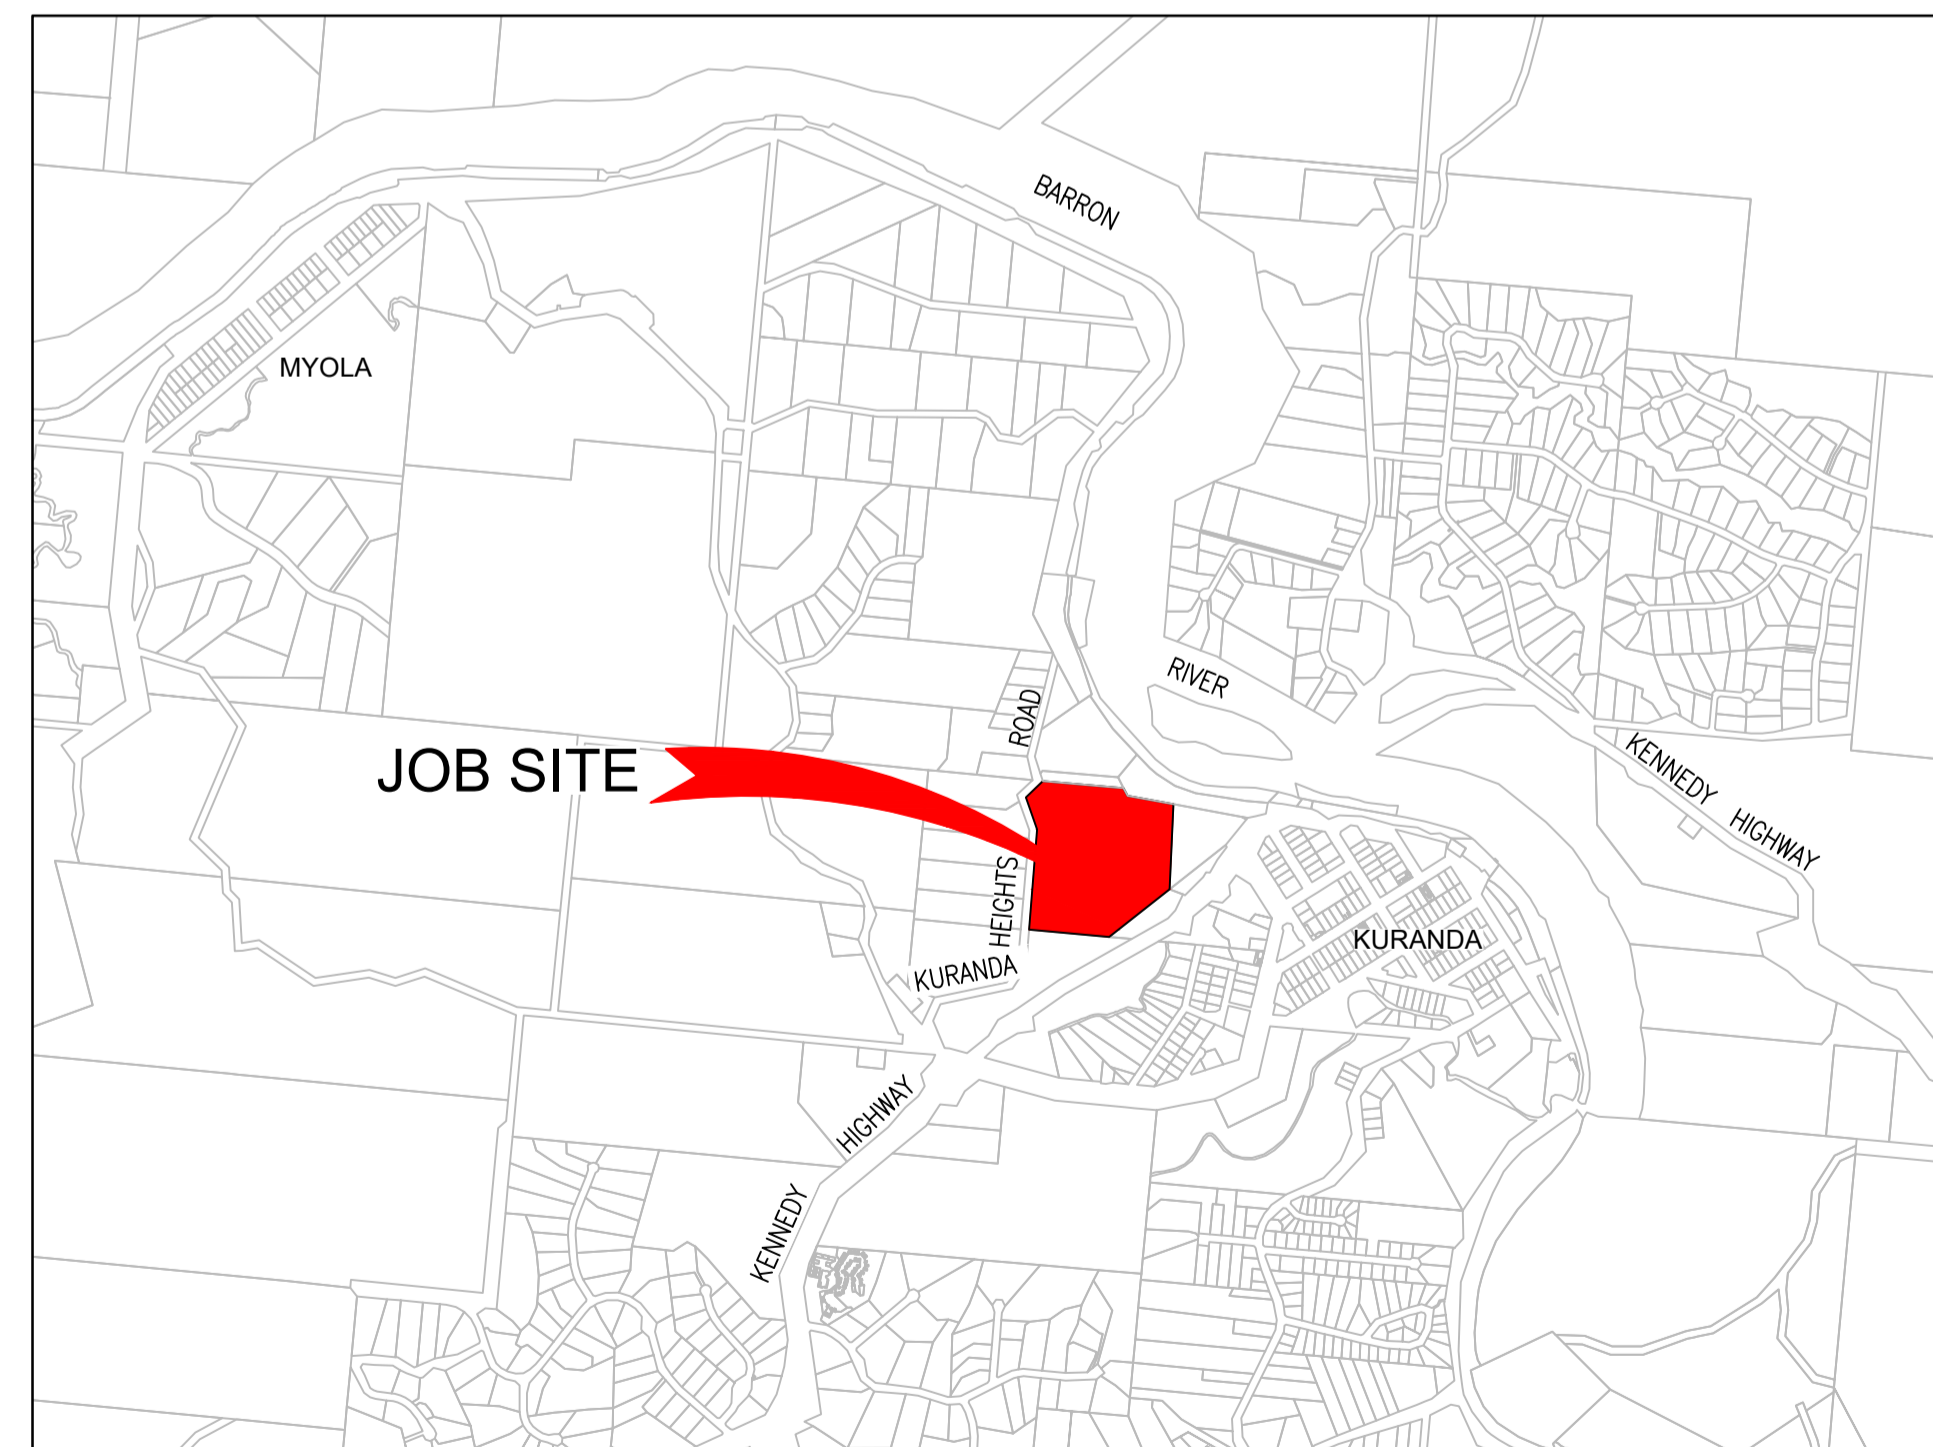 BARRON
MYOLA
RIVER
ROAD
JOB SITE
KENNEDY
HIGHWAY
HEIGHTS
KURANDA
KURANDA
HIGHWAY
KENNEDY